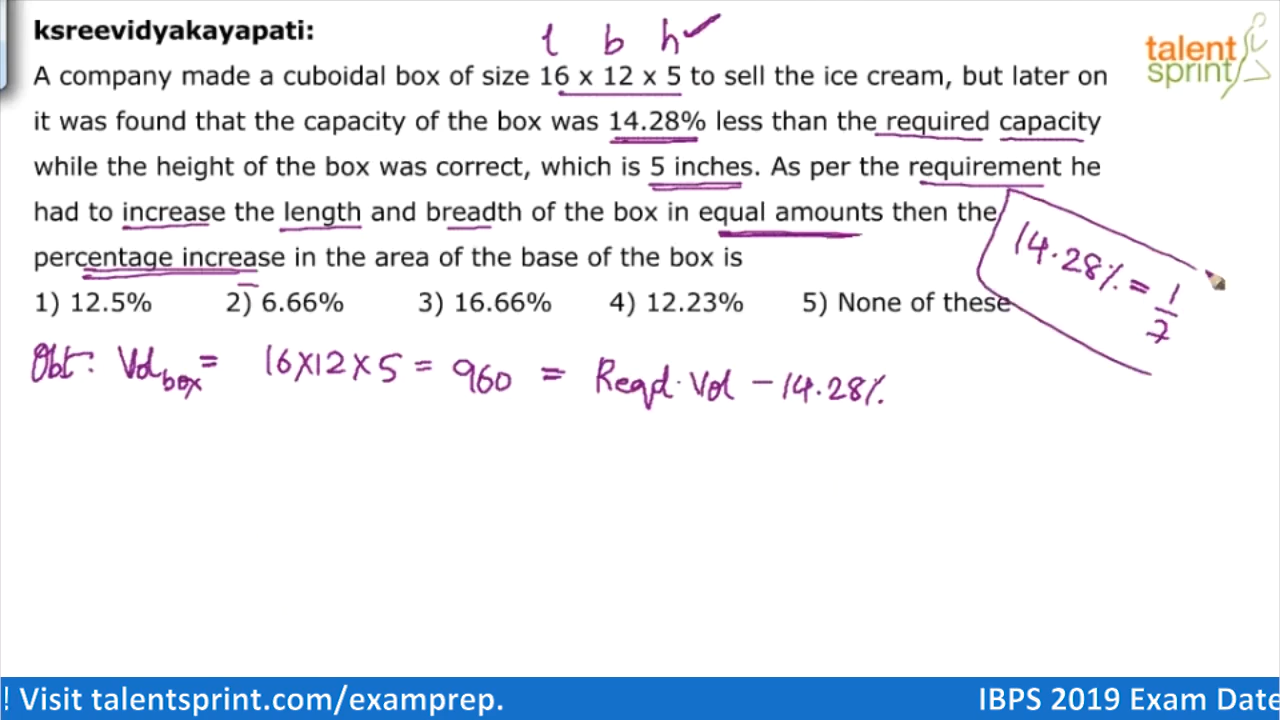 ksreevidyakayapati:
l b h ✓
talent
sprint
A company made a cuboidal box of size 16 x 12 x 5 to sell the ice cream, but later on
it was found that the capacity of the box was 14.28% less than the required capacity
while the height of the box was correct, which is 5 inches. As per the requirement he
had to increase the length and breadth of the box in equal amounts then the
percentage increase in the area of the base of the box is
14.28% = 1/7
1) 12.5% 2) 6.66% 3) 16.66% 4) 12.23% 5) None of these
Obt: Vol box = 16×12×5 = 960 = Reqd. Vol - 14.28%
! Visit talentsprint.com/examprep. IBPS 2019 Exam Date